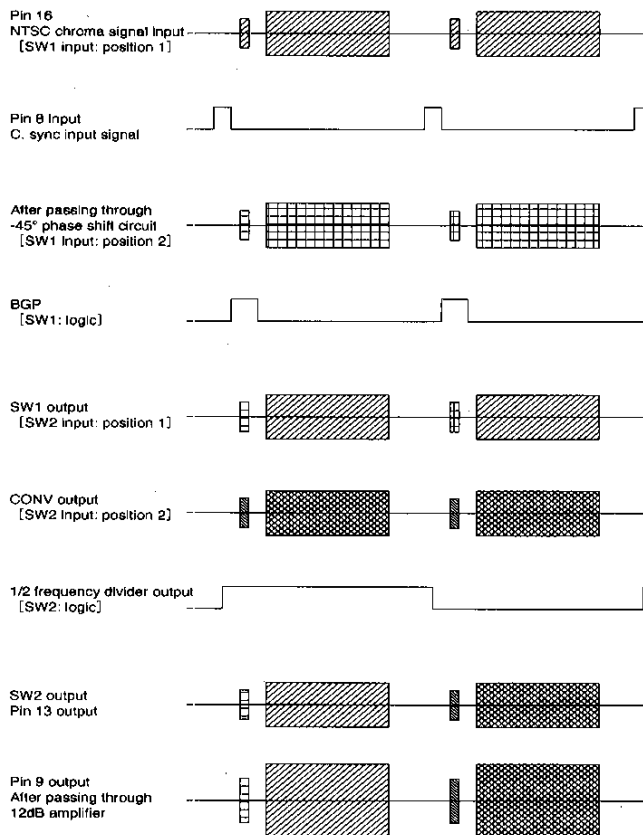 Pin 16
NTSC chroma signal input
[SW1 input: position 1]
Pin 8 Input
C. sync input signal
After passing through
-45° phase shift circuit
[SW1 Input: position 2]
BGP
[SW1: logic]
SW1 output
[SW2 input: position 1]
CONV output
[SW2 Input: position 2]
1/2 frequency divider output
[SW2: logic]
SW2 output
Pin 13 output
Pin 9 output
After passing through
12dB amplifier